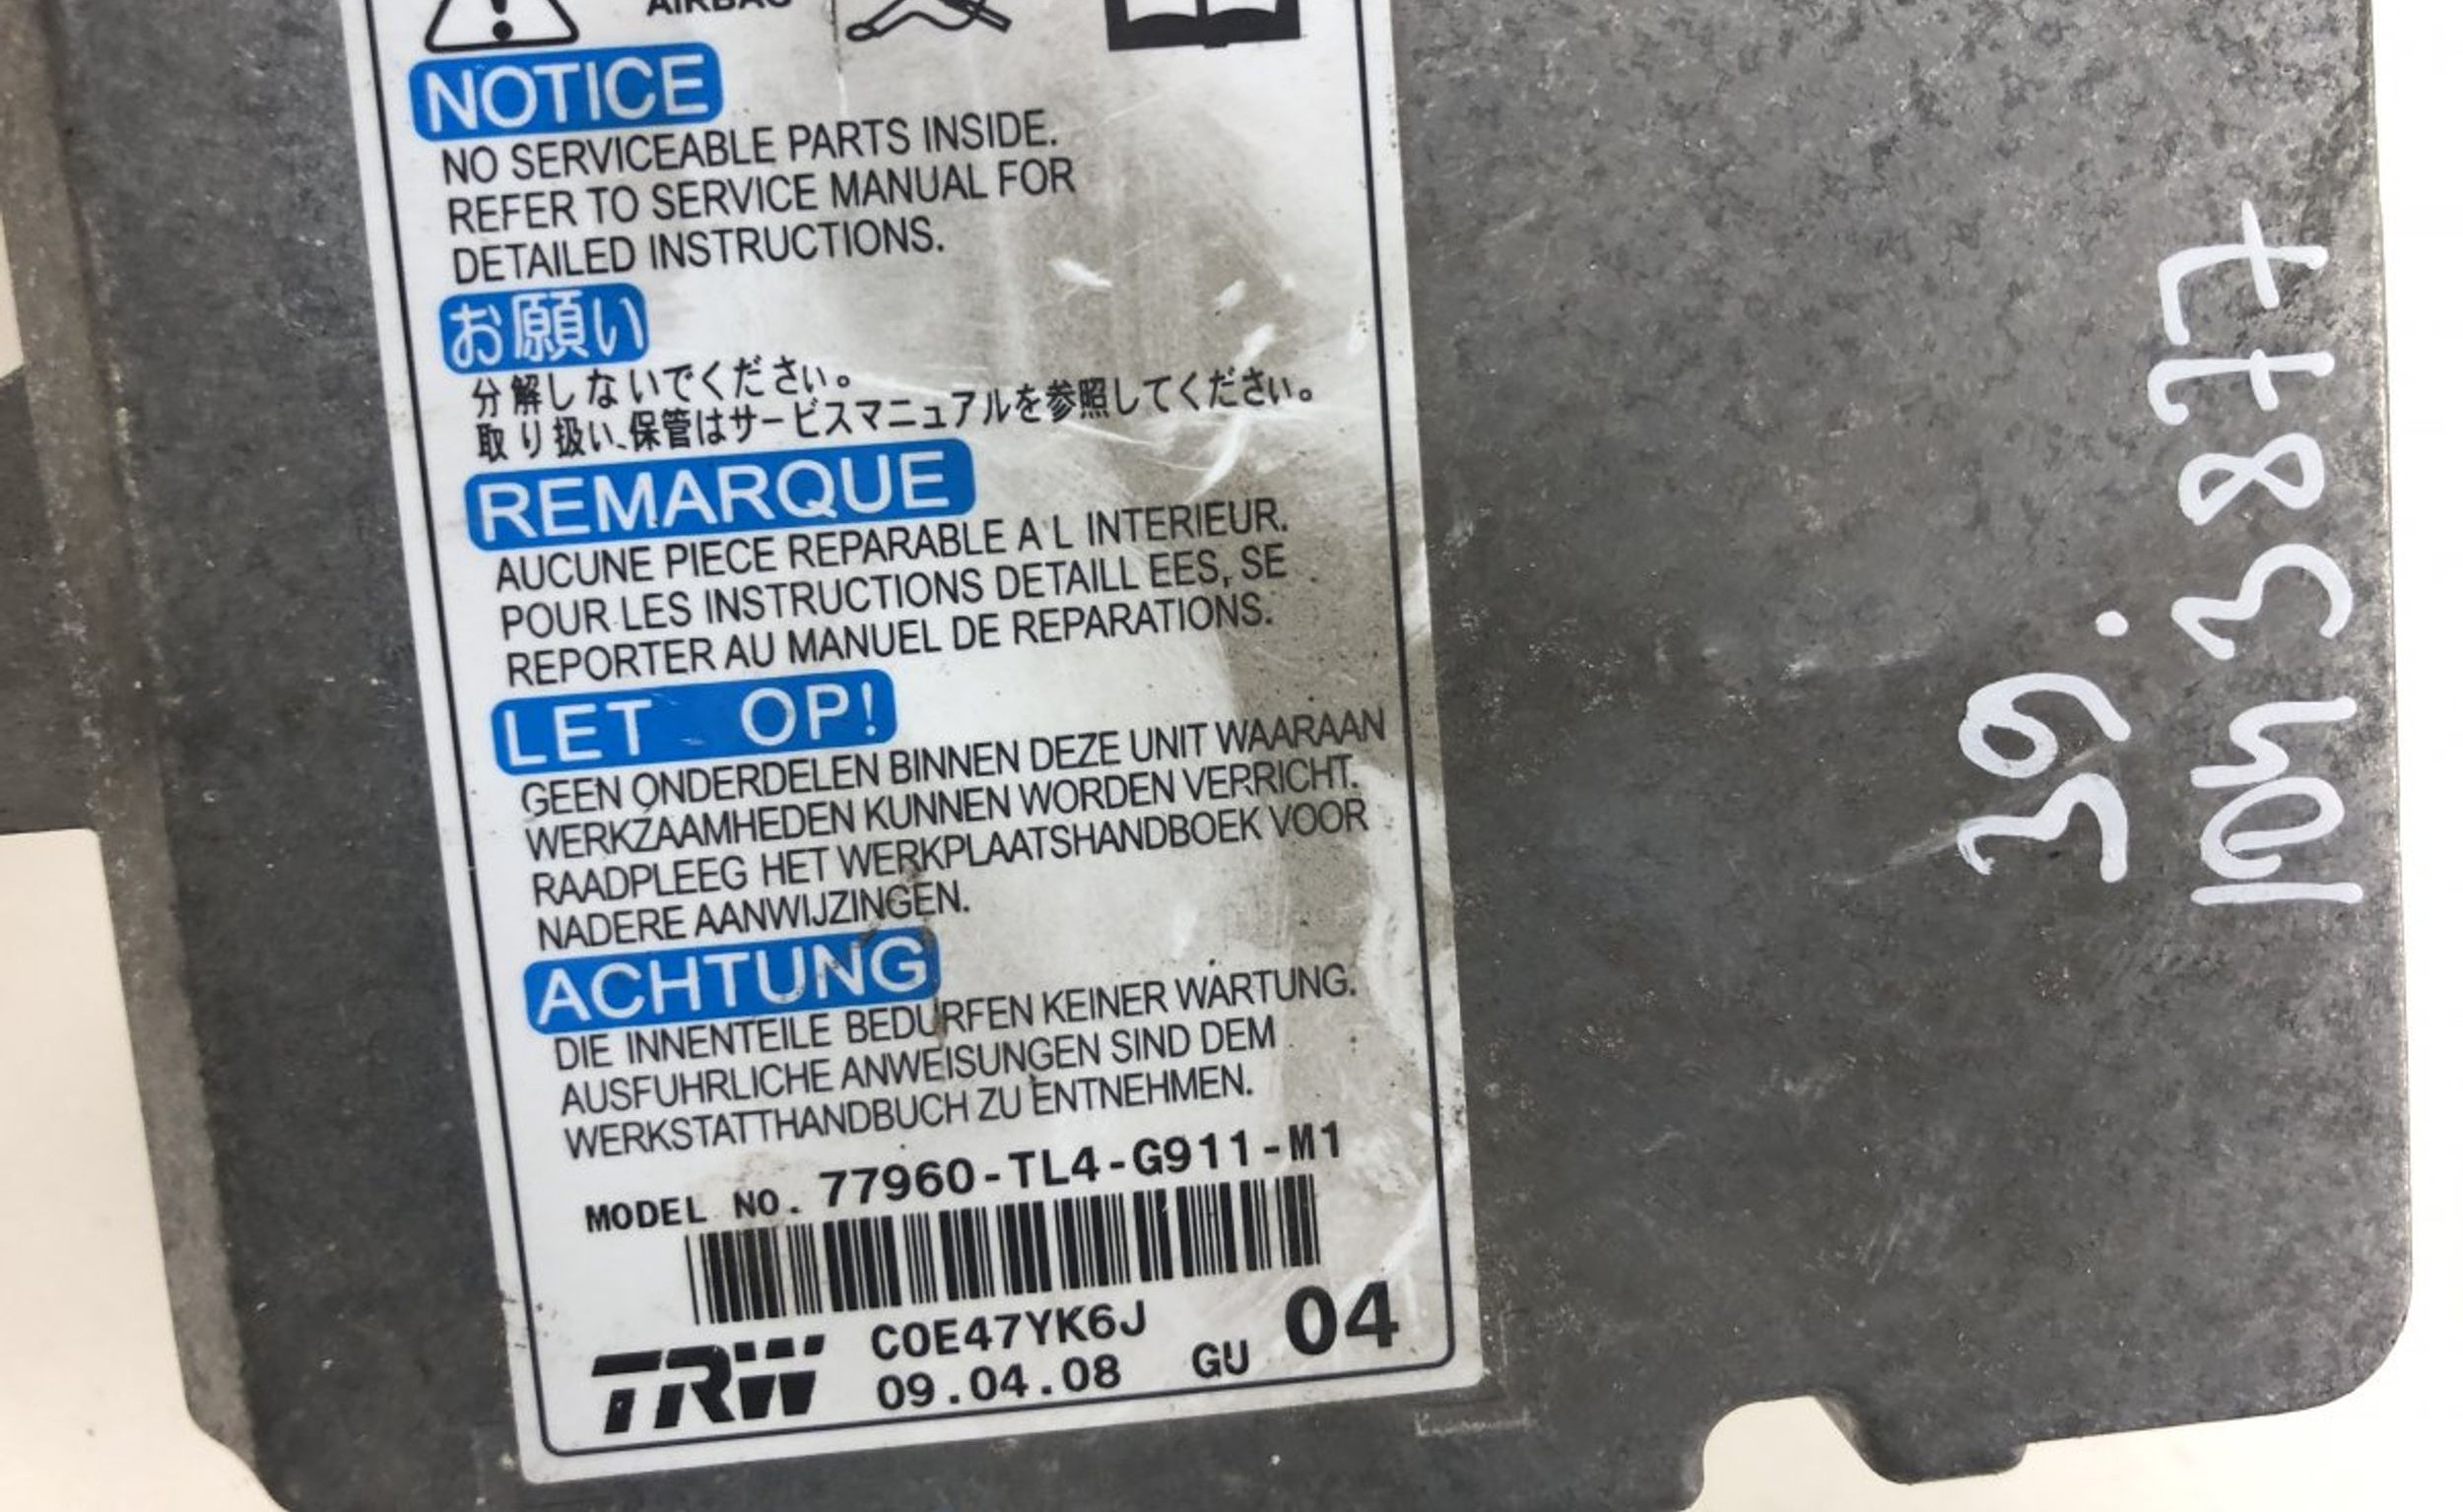 AIRBAG
NOTICE
NO SERVICEABLE PARTS INSIDE.
REFER TO SERVICE MANUAL FOR
DETAILED INSTRUCTIONS.
お願い
分解しないでください。
取り扱い、保管はサービスマニュアルを参照してください。
REMARQUE
AUCUNE PIECE REPARABLE A L INTERIEUR.
POUR LES INSTRUCTIONS DETAILL EES, SE
REPORTER AU MANUEL DE REPARATIONS.
LET OP!
GEEN ONDERDELEN BINNEN DEZE UNIT WAARAAN
WERKZAAMHEDEN KUNNEN WORDEN VERRICHT.
RAADPLEEG HET WERKPLAATSHANDBOEK VOOR
NADERE AANWIJZINGEN.
ACHTUNG
DIE INNENTEILE BEDURFEN KEINER WARTUNG.
AUSFUHRLICHE ANWEISUNGEN SIND DEM
WERKSTATTHANDBUCH ZU ENTNEHMEN.
MODEL NO. 77960-TL4-G911-M1
TRW C0E47YK6J
09.04.08 GU 04
39.
1043877